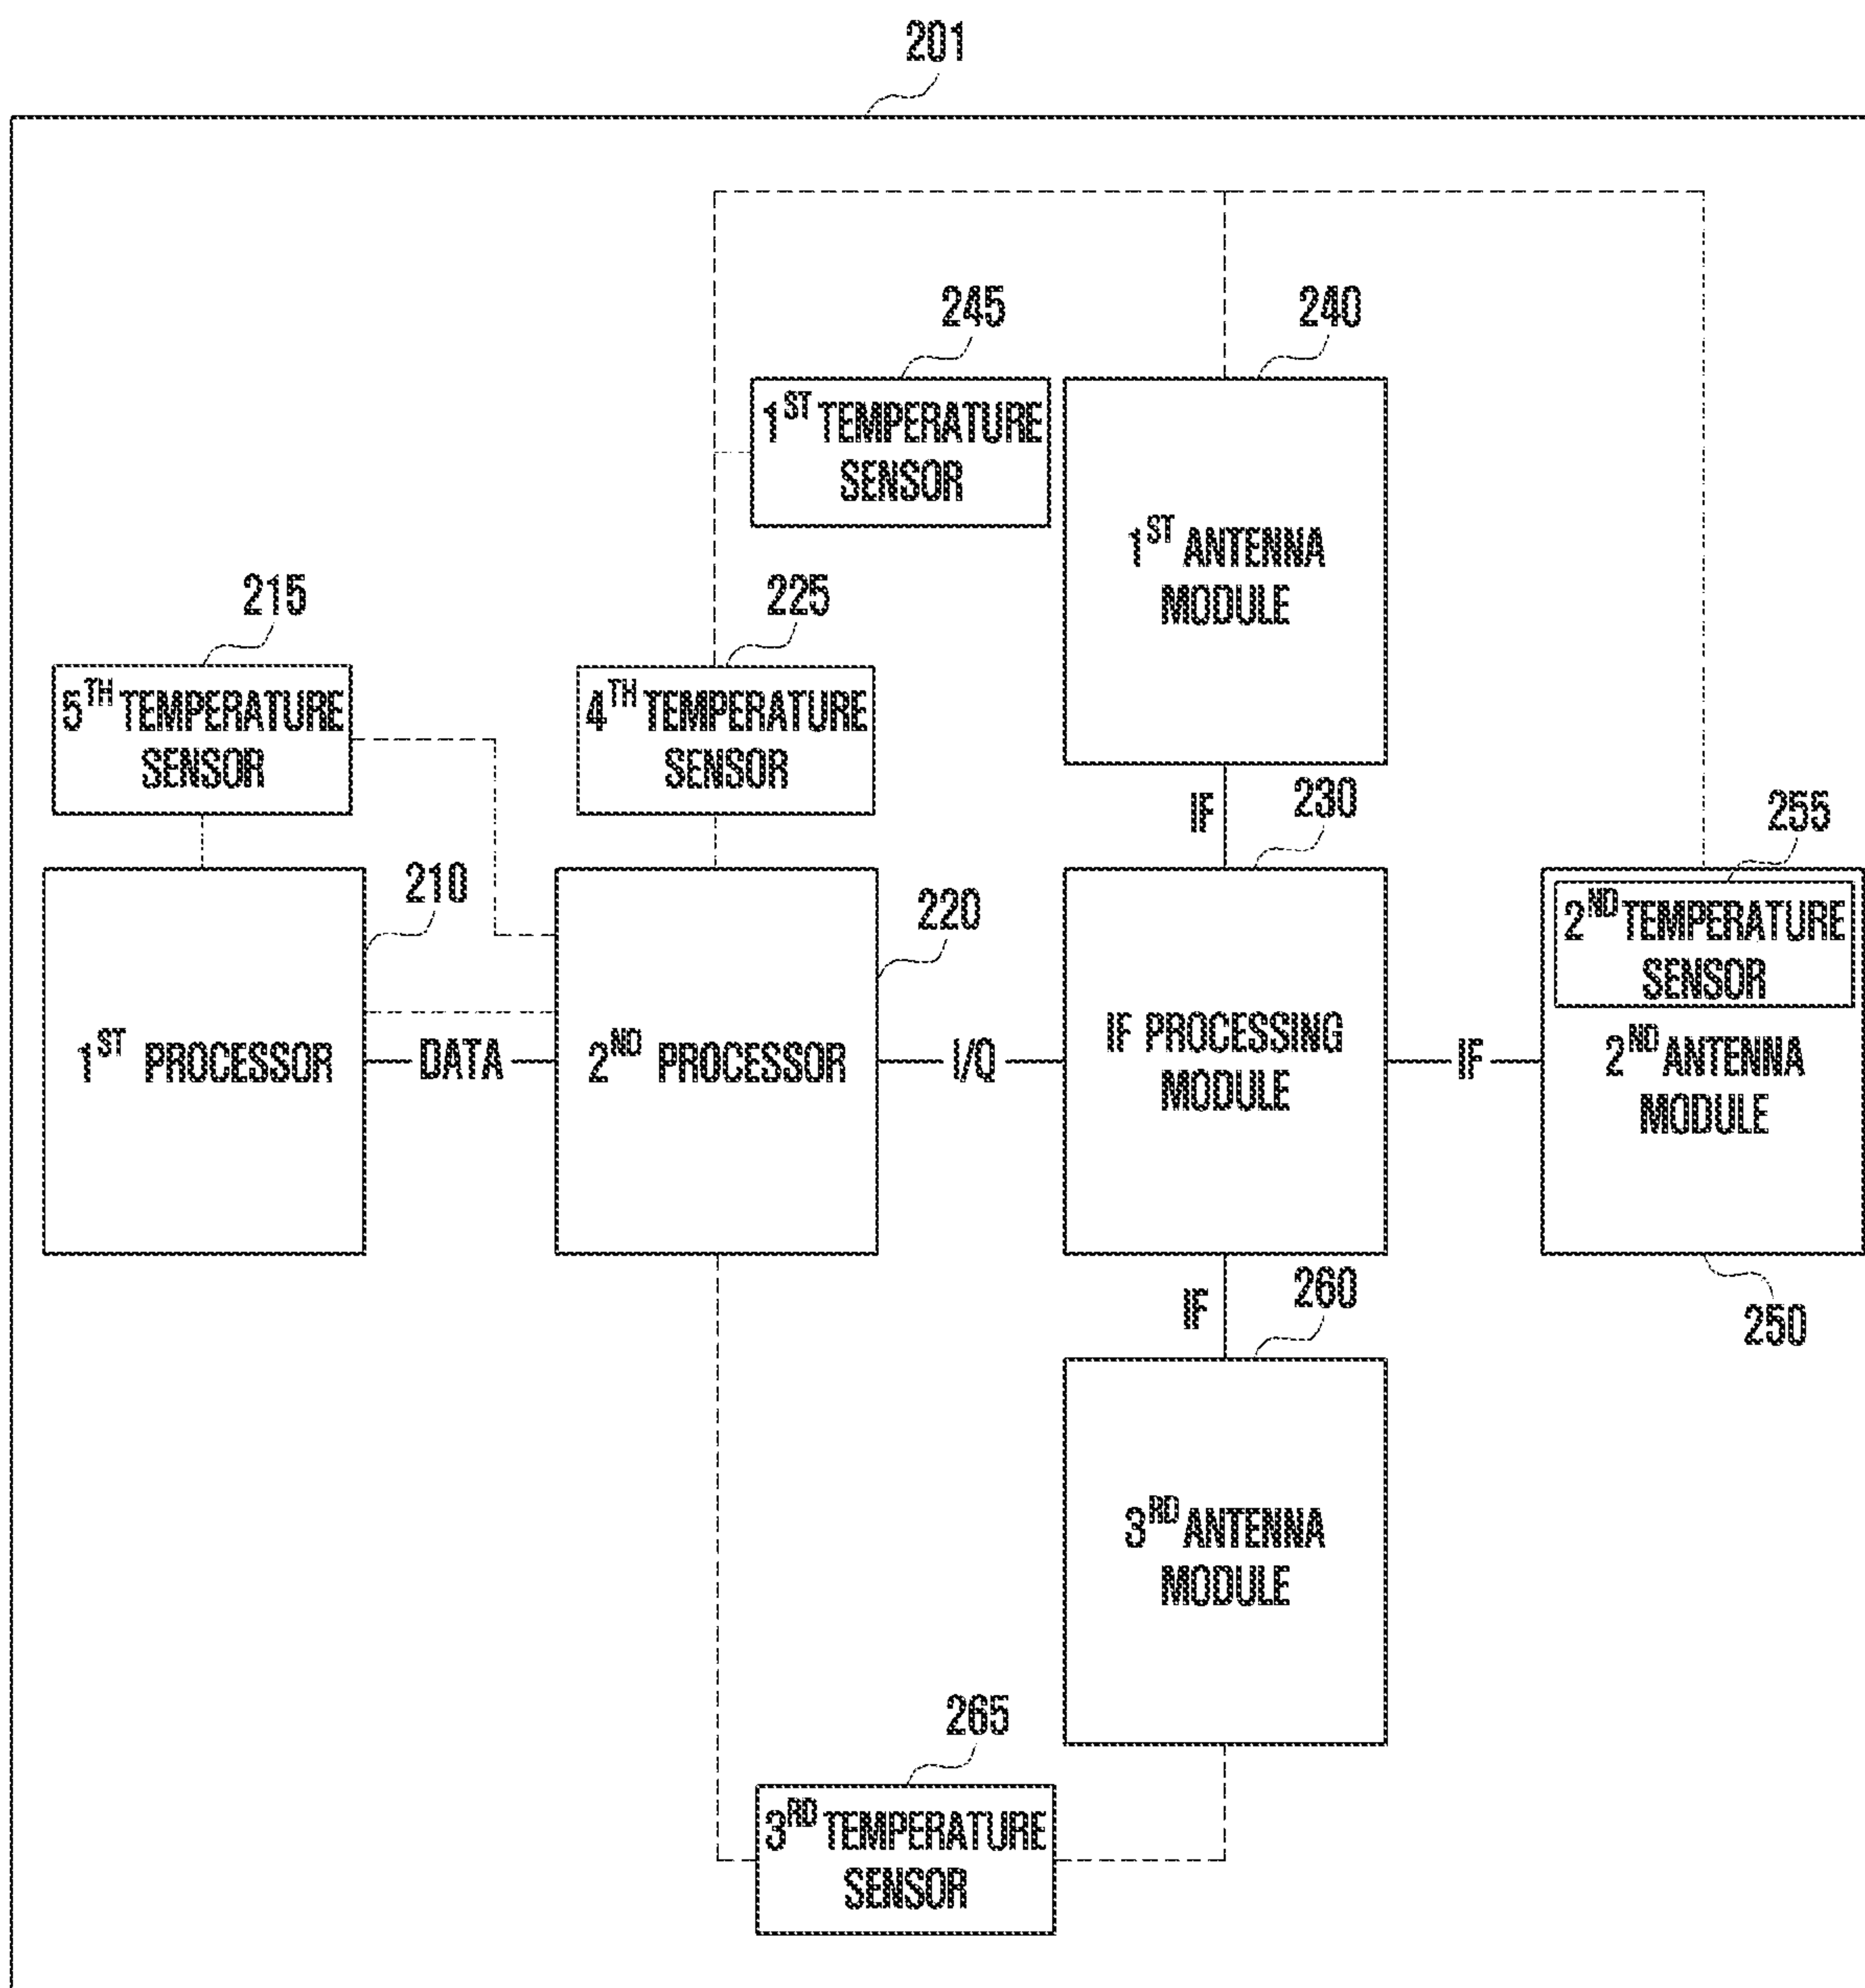 201
245
240
1ST TEMPERATURE
SENSOR
1ST ANTENNA
MODULE
215
225
5TH TEMPERATURE
SENSOR
4TH TEMPERATURE
SENSOR
IF
230
255
210
220
2ND TEMPERATURE
SENSOR
1ST PROCESSOR
DATA
2ND PROCESSOR
I/Q
IF PROCESSING
MODULE
IF
2ND ANTENNA
MODULE
IF
260
250
3RD ANTENNA
MODULE
265
3RD TEMPERATURE
SENSOR